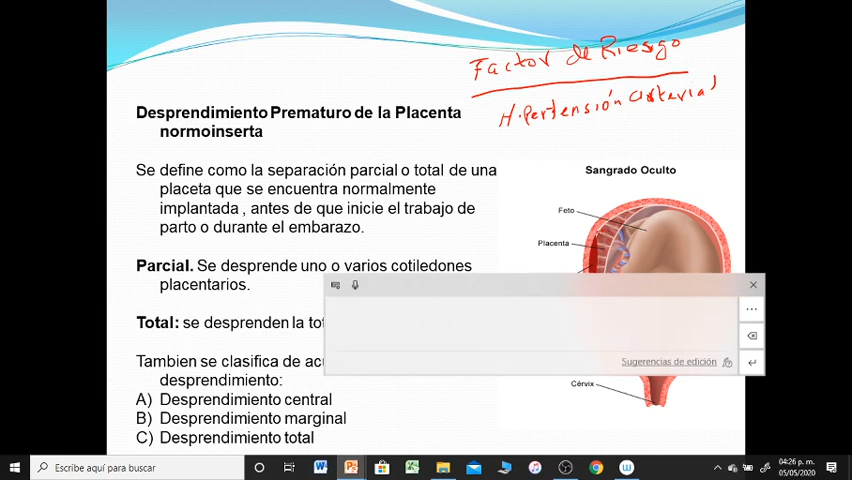 Factor de Riesgo
Hipertensión arterial
Desprendimiento Prematuro de la Placenta
normoinserta
Se define como la separación parcial o total de una
placeta que se encuentra normalmente
implantada , antes de que inicie el trabajo de
parto o durante el embarazo.
Parcial. Se desprende uno o varios cotiledones
placentarios.
Total: se desprenden la
Tambien se clasifica de
desprendimiento:
A) Desprendimiento central
B) Desprendimiento marginal
C) Desprendimiento total
Sangrado Oculto
Feto
Placenta
Cérvix
Sugerencias de edición
Escribe aquí para buscar
04:26 p. m.
05/05/2020